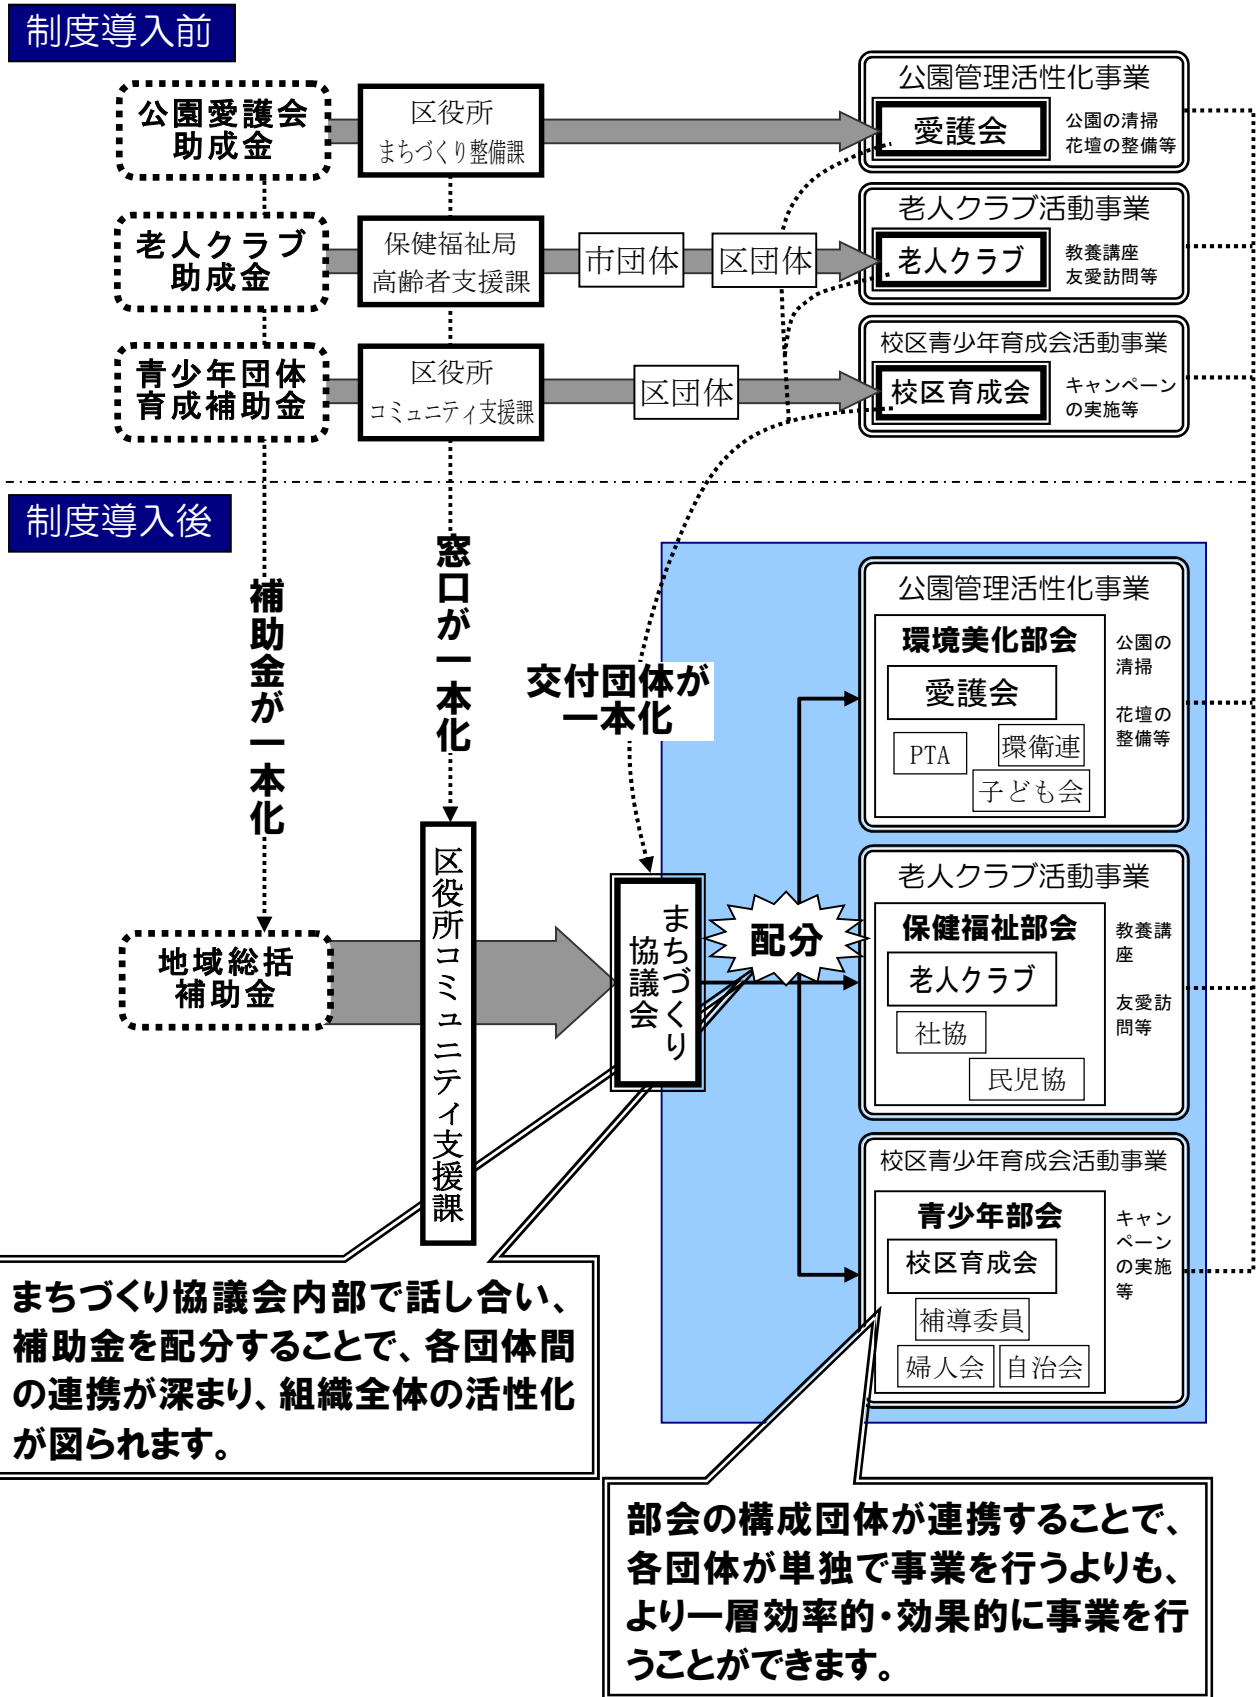 制度導入前
公園愛護会
助成金
区役所
まちづくり整備課
公園管理活性化事業
愛護会
公園の清掃
花壇の整備等
老人クラブ
助成金
保健福祉局
高齢者支援課
市団体
区団体
老人クラブ活動事業
老人クラブ
教養講座
友愛訪問等
青少年団体
育成補助金
区役所
コミュニティ支援課
区団体
校区青少年育成会活動事業
校区育成会
キャンペーン
の実施等
制度導入後
補助金が一本化
窓口が一本化
交付団体が
一本化
地域総括
補助金
区役所コミュニティ支援課
まちづくり
協議会
配分
公園管理活性化事業
環境美化部会
愛護会
PTA
環衛連
子ども会
公園の
清掃
花壇の
整備等
老人クラブ活動事業
保健福祉部会
老人クラブ
社協
民児協
教養講
座
友愛訪
問等
校区青少年育成会活動事業
青少年部会
校区育成会
補導委員
婦人会
自治会
キャン
ペーン
の実施
等
まちづくり協議会内部で話し合い、
補助金を配分することで、各団体間
の連携が深まり、組織全体の活性化
が図られます。
部会の構成団体が連携することで、
各団体が単独で事業を行うよりも、
より一層効率的・効果的に事業を行
うことができます。